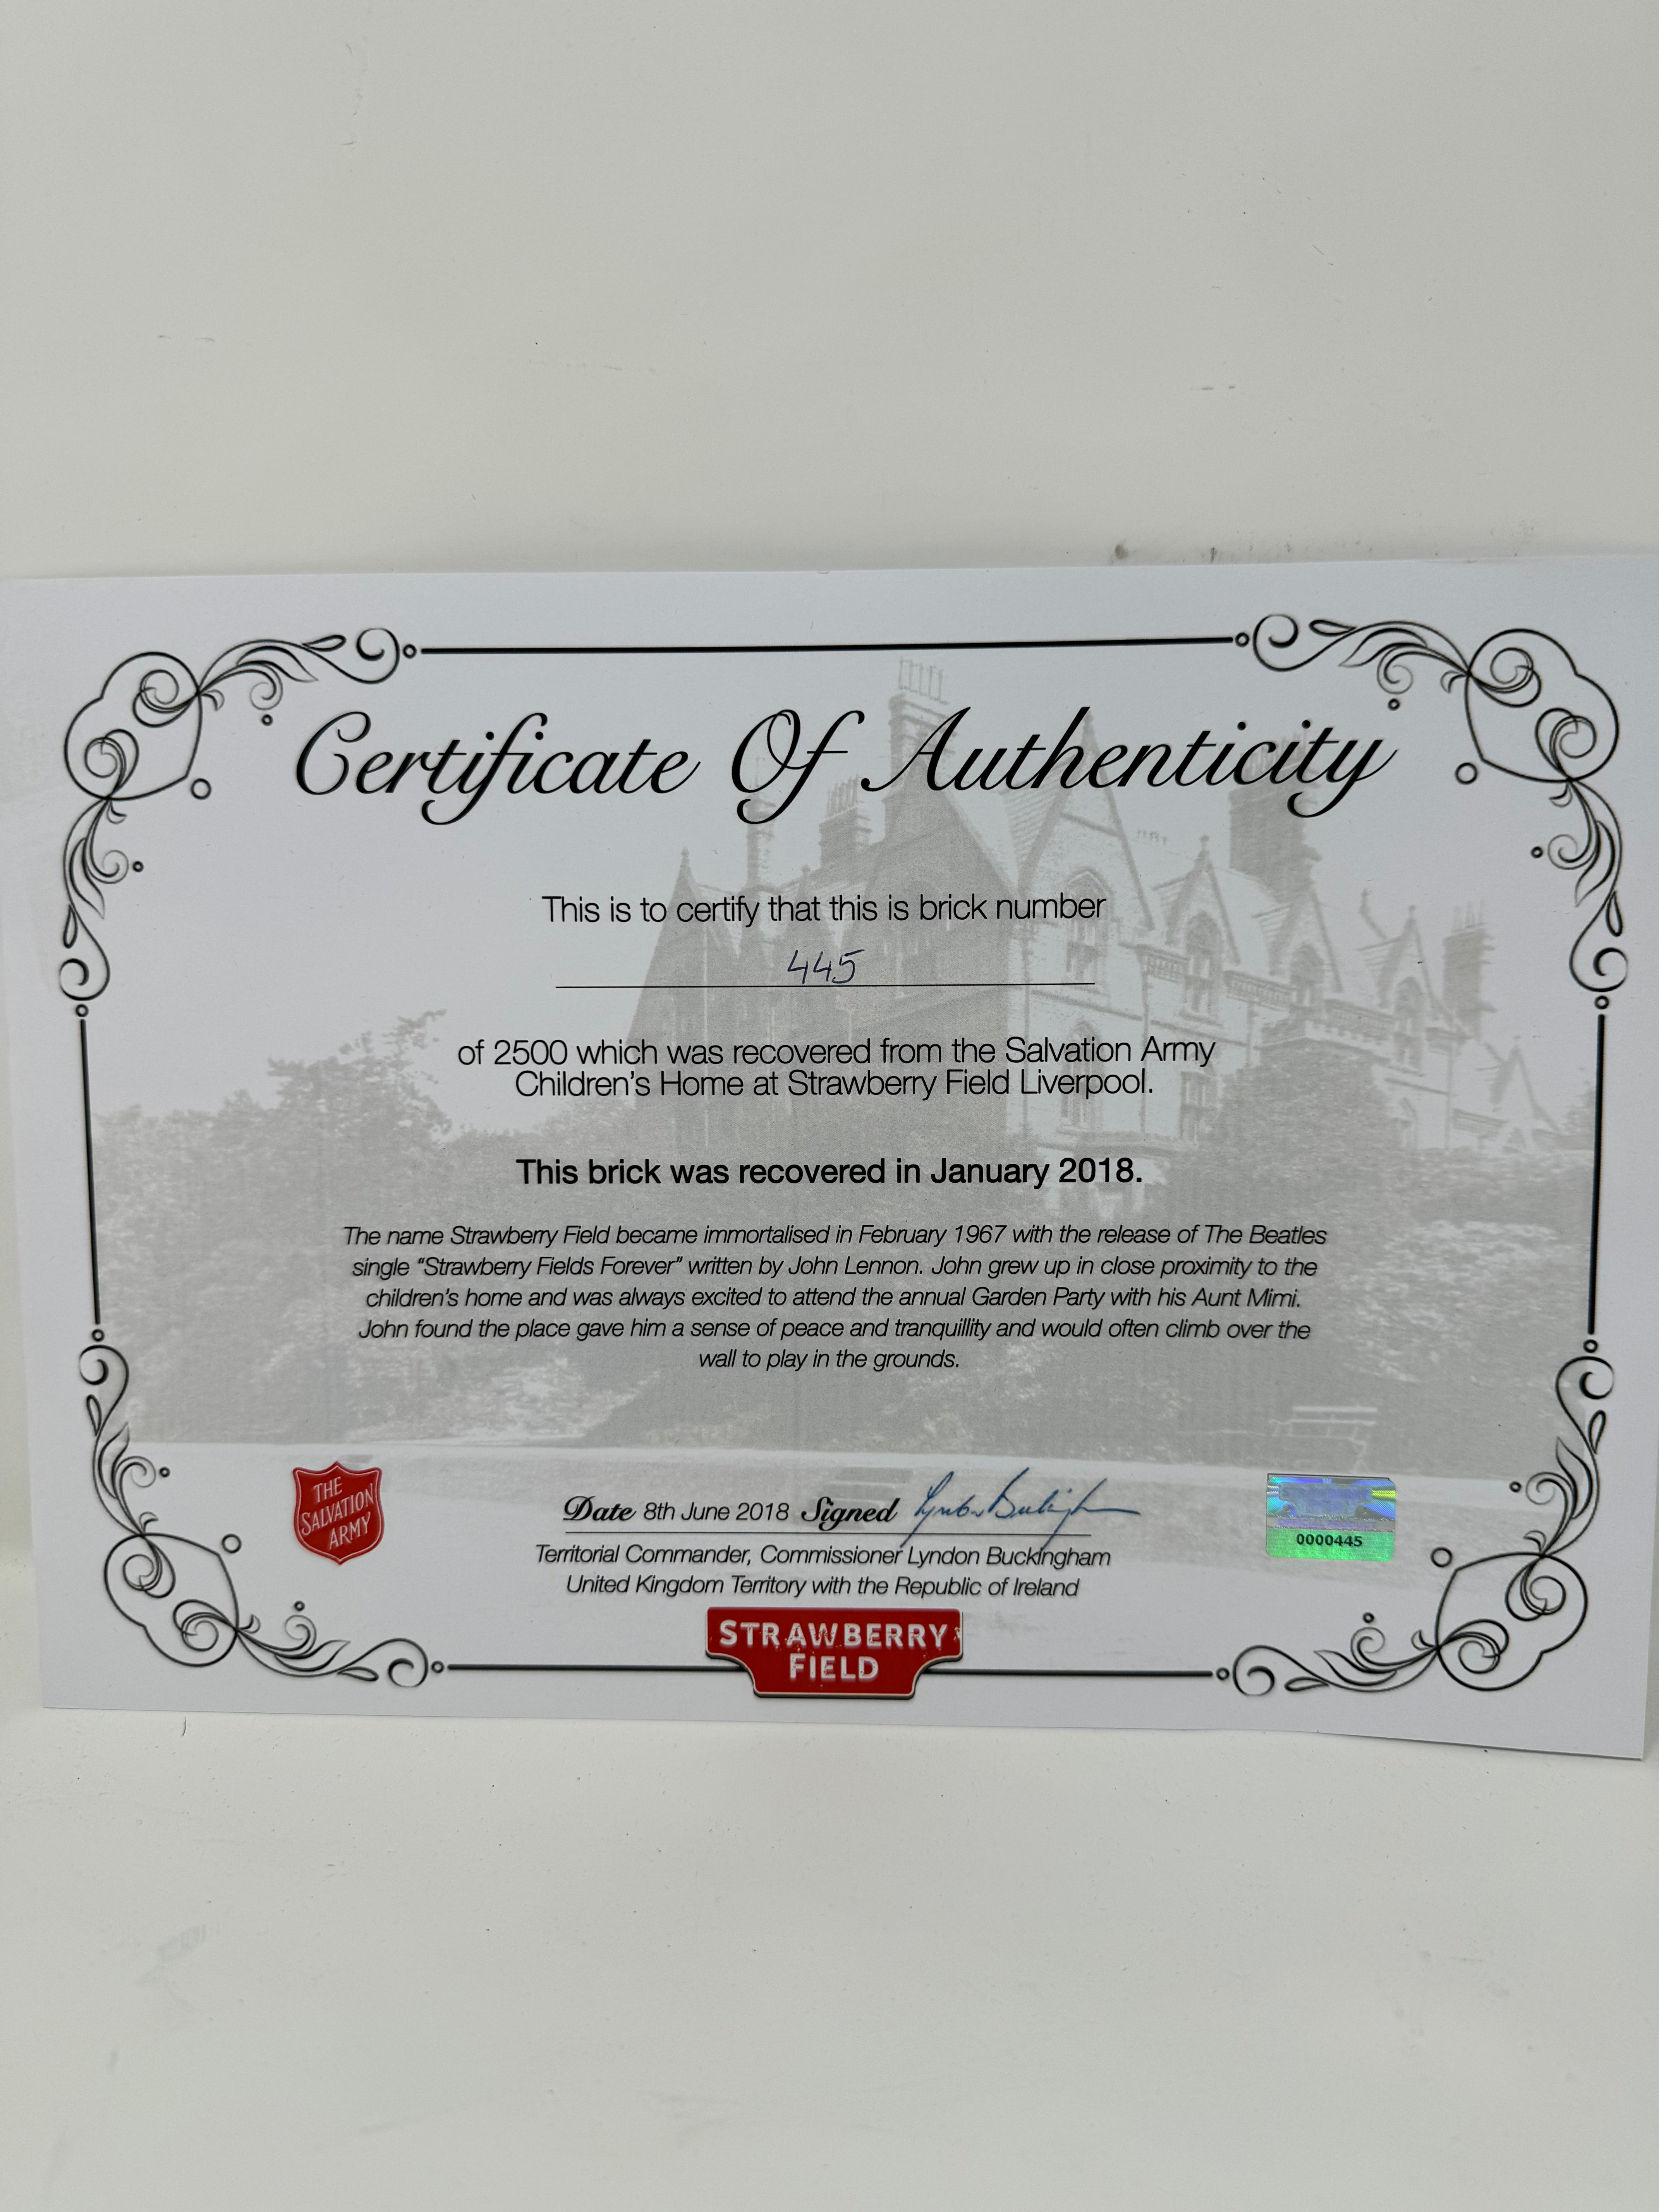 Certificate Of Authenticity
This is to certify that this is brick number
445
of 2500 which was recovered from the Salvation Army
Children's Home at Strawberry Field Liverpool.
This brick was recovered in January 2018.
The name Strawberry Field became immortalised in February 1967 with the release of The Beatles
single "Strawberry Fields Forever" written by John Lennon. John grew up in close proximity to the
children's home and was always excited to attend the annual Garden Party with his Aunt Mimi.
John found the place gave him a sense of peace and tranquillity and would often climb over the
wall to play in the grounds.
THE
SALVATION
ARMY
Date 8th June 2018 Signed Lyndon Buckingham
0000445
Territorial Commander, Commissioner Lyndon Buckingham
United Kingdom Territory with the Republic of Ireland
STRAWBERRY
FIELD